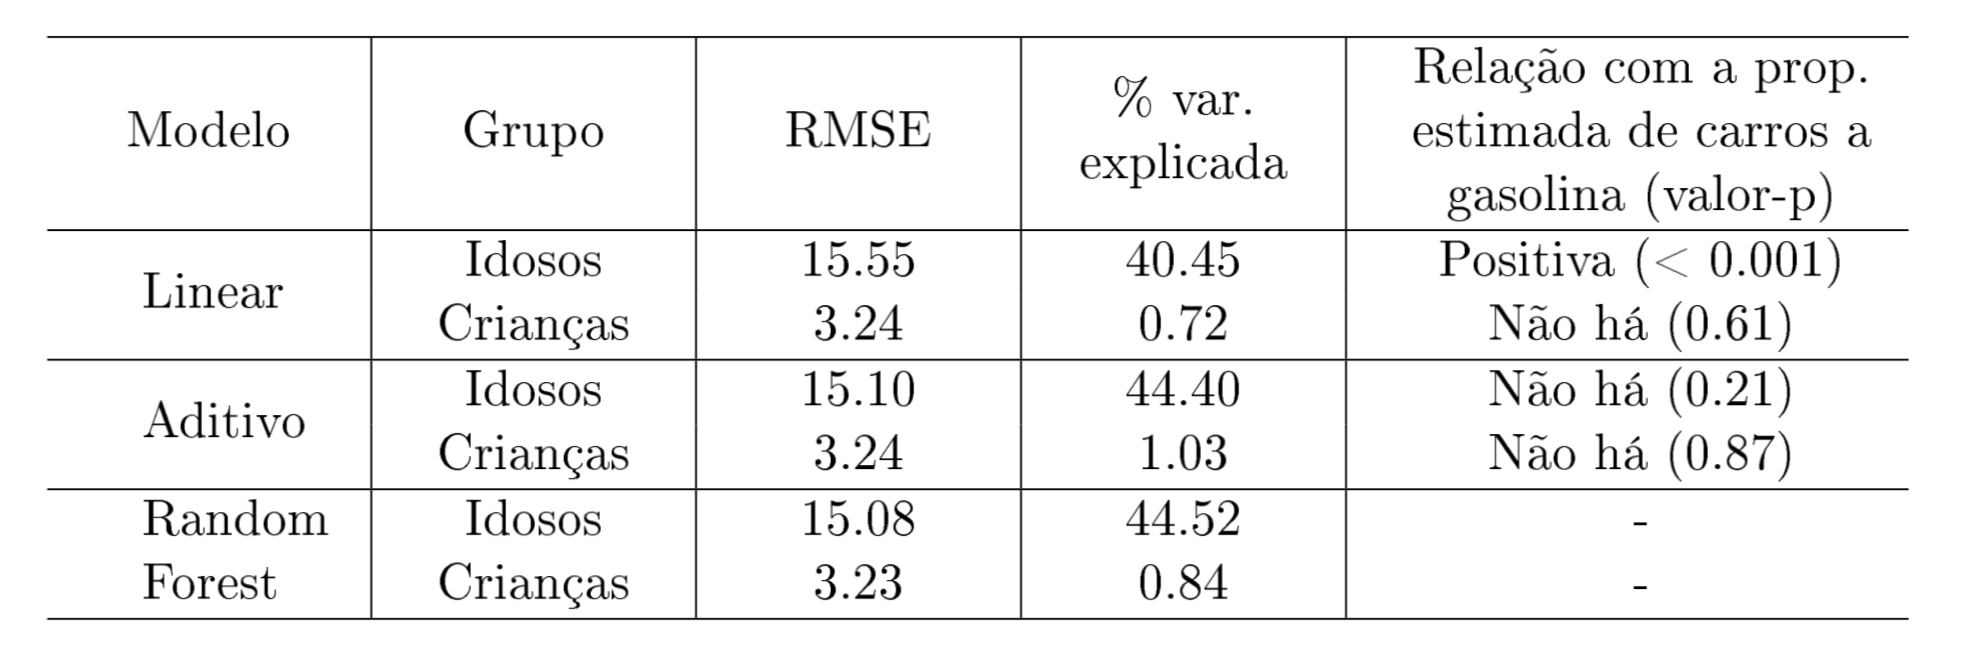 Modelo Grupo RMSE % var. explicada Relação com a prop. estimada de carros a gasolina (valor-p)
Linear Idosos 15.55 40.45 Positiva (< 0.001)
Crianças 3.24 0.72 Não há (0.61)
Aditivo Idosos 15.10 44.40 Não há (0.21)
Crianças 3.24 1.03 Não há (0.87)
Random Forest Idosos 15.08 44.52 -
Crianças 3.23 0.84 -